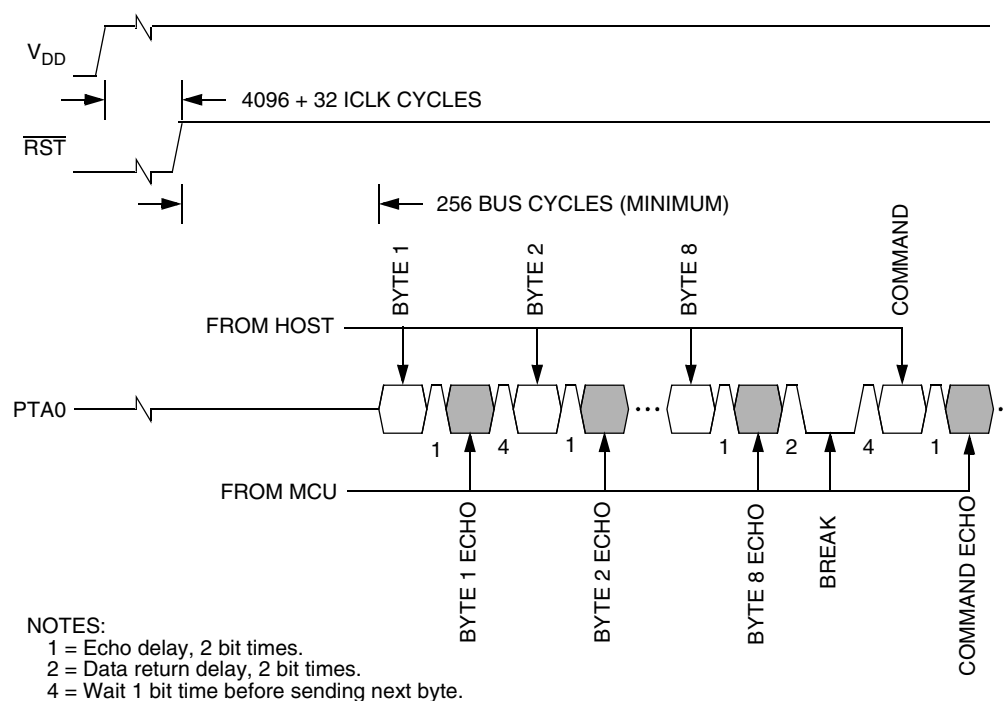 VDD
4096 + 32 ICLK CYCLES
RST
256 BUS CYCLES (MINIMUM)
BYTE 1
BYTE 2
BYTE 8
COMMAND
FROM HOST
PTA0
...
1
4
1
1
2
4
1
FROM MCU
BYTE 1 ECHO
BYTE 2 ECHO
BYTE 8 ECHO
BREAK
COMMAND ECHO
NOTES:
1 = Echo delay, 2 bit times.
2 = Data return delay, 2 bit times.
4 = Wait 1 bit time before sending next byte.